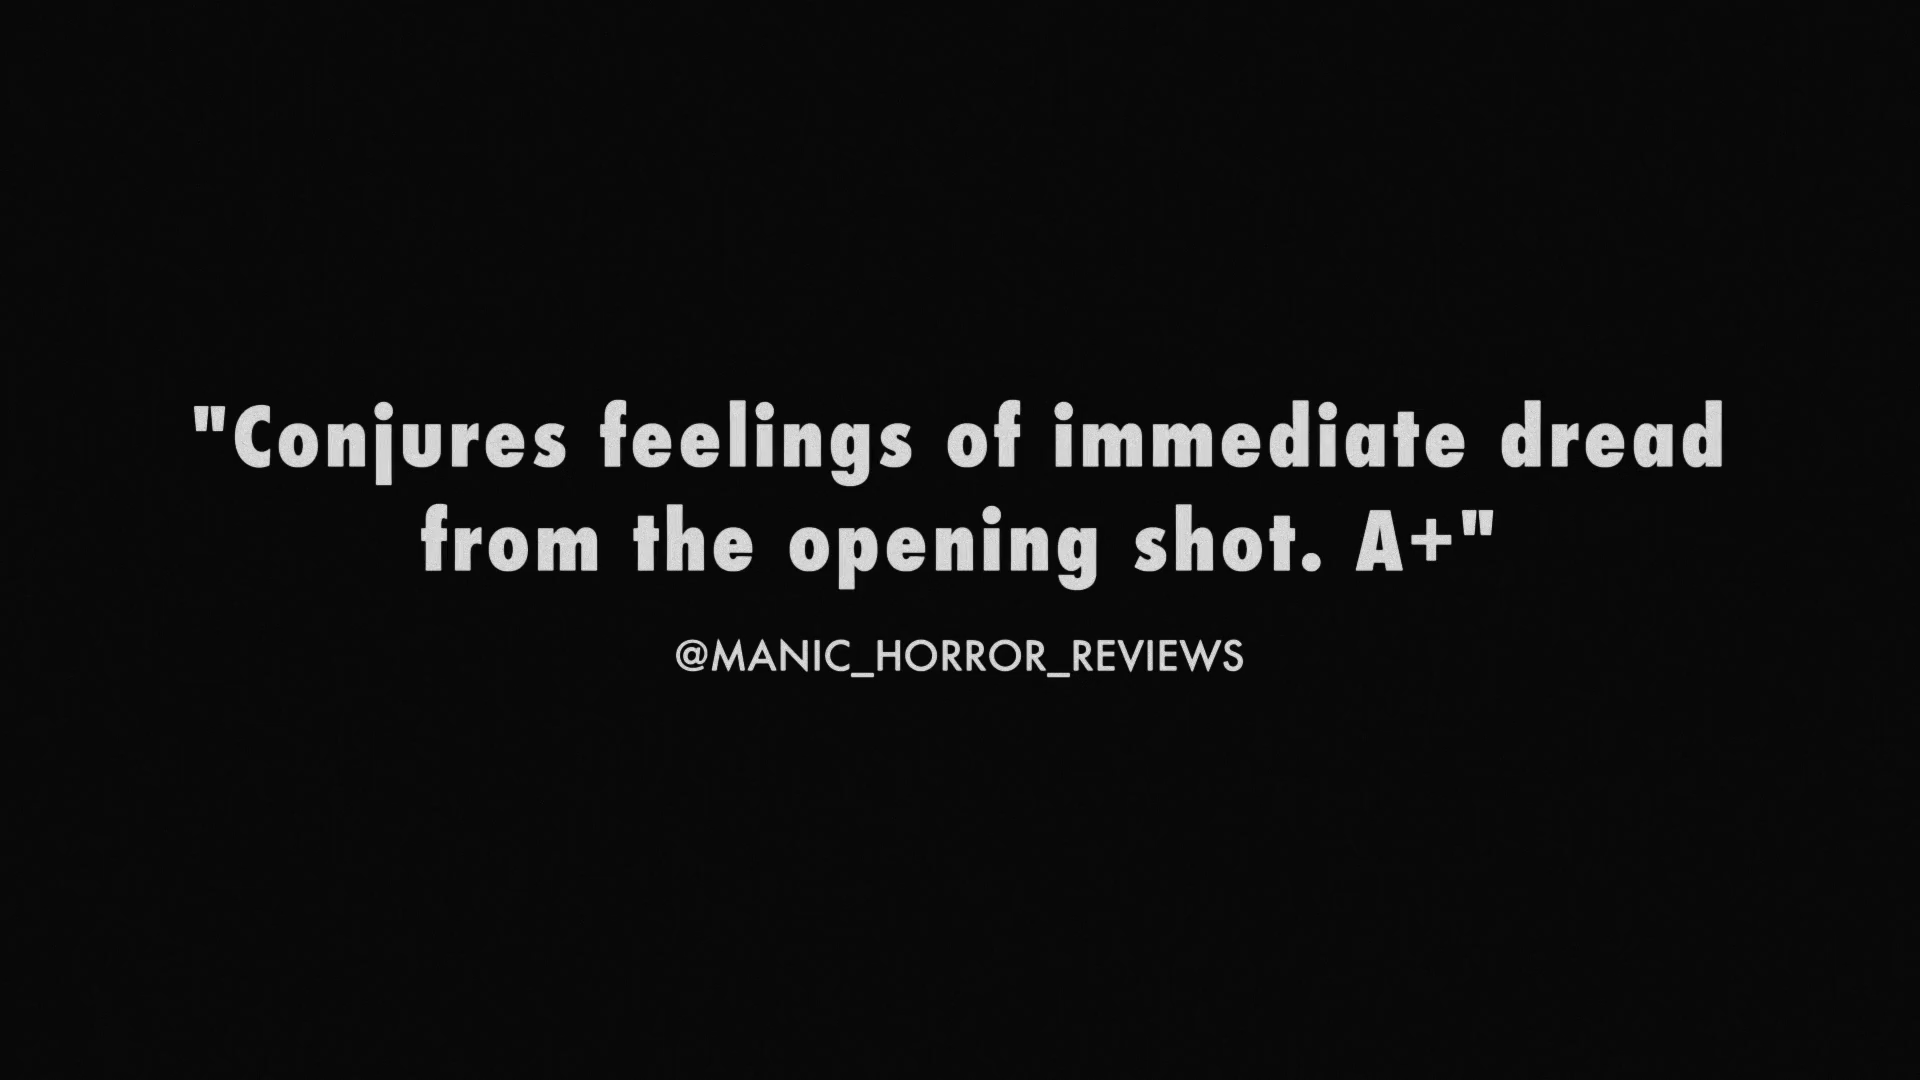 "Conjures feelings of immediate dread
from the opening shot. A+"
@MANIC_HORROR_REVIEWS